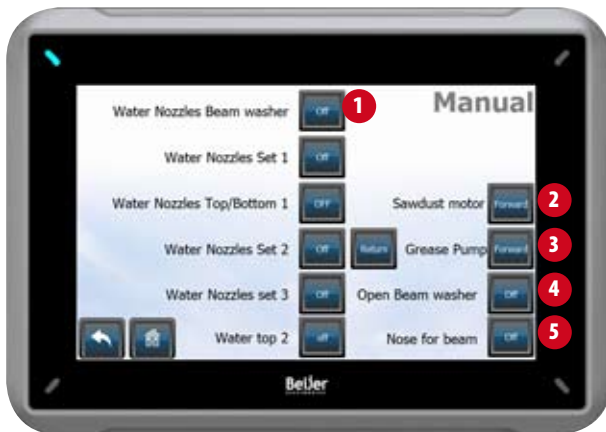 Water Nozzles Beam washer Off 1 Manual
Water Nozzles Set 1 Off
Water Nozzles Top/Bottom 1 OFF Sawdust motor Forward 2
Water Nozzles Set 2 Off Return Grease Pump Forward 3
Water Nozzles set 3 Off Open Beam washer Off 4
Water top 2 off Nose for beam Off 5
Beijer